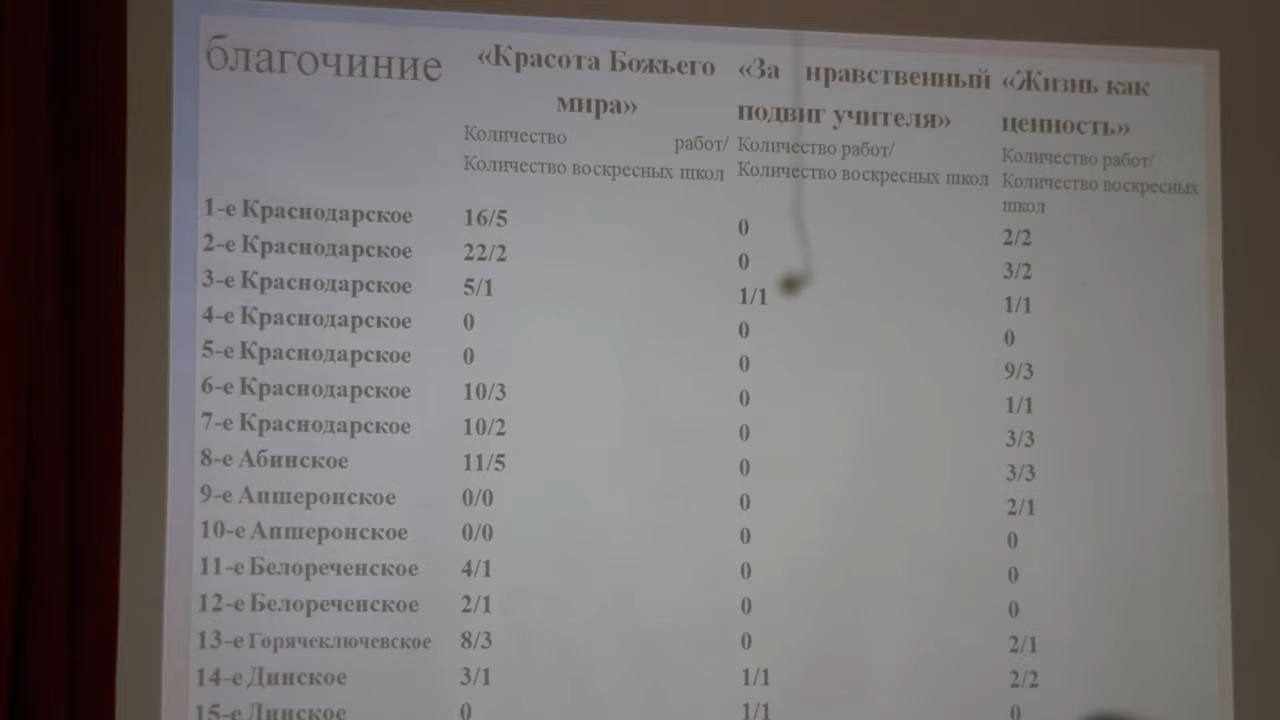 благочиние «Красота Божьего мира» «За нравственный подвиг учителя» «Жизнь как ценность»
Количество работ/ Количество воскресных школ Количество работ/ Количество воскресных школ Количество работ/ Количество воскресных школ
1-е Краснодарское 16/5 0 2/2
2-е Краснодарское 22/2 0 3/2
3-е Краснодарское 5/1 1/1 1/1
4-е Краснодарское 0 0 0
5-е Краснодарское 0 0 9/3
6-е Краснодарское 10/3 0 1/1
7-е Краснодарское 10/2 0 3/3
8-е Абинское 11/5 0 3/3
9-е Апшеронское 0/0 0 2/1
10-е Апшеронское 0/0 0 0
11-е Белореченское 4/1 0 0
12-е Белореченское 2/1 0 0
13-е Горячеключевское 8/3 0 2/1
14-е Динское 3/1 1/1 2/2
15-е Динское 0 1/1 0